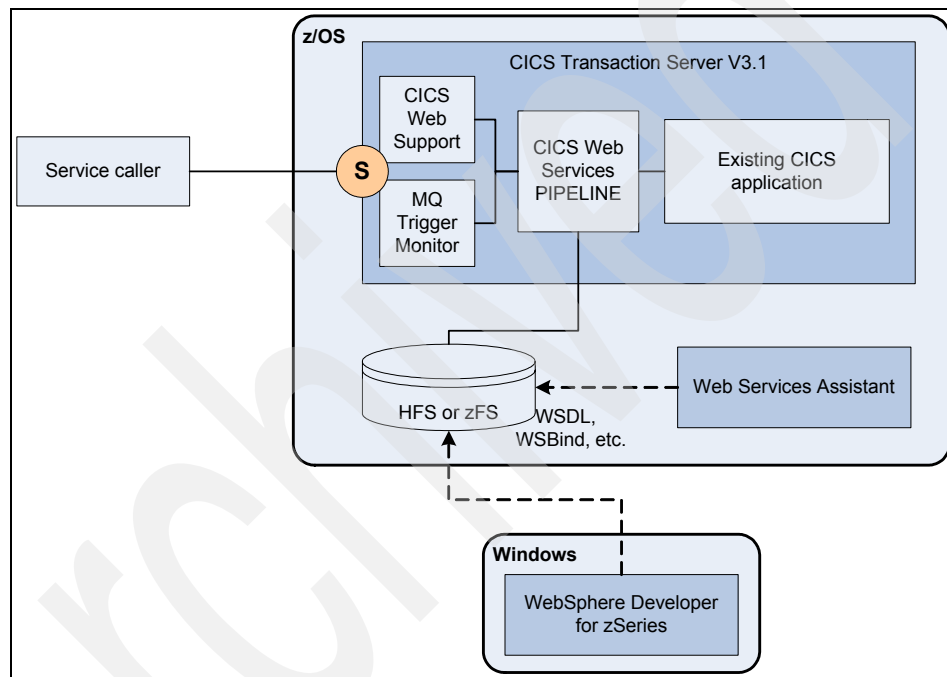 z/OS
CICS Transaction Server V3.1
CICS
Web
Support
Service caller
S
MQ
Trigger
Monitor
CICS Web
Services
PIPELINE
Existing CICS
application
HFS or zFS
WSDL,
WSBind, etc.
Web Services Assistant
Windows
WebSphere Developer
for zSeries
rchived